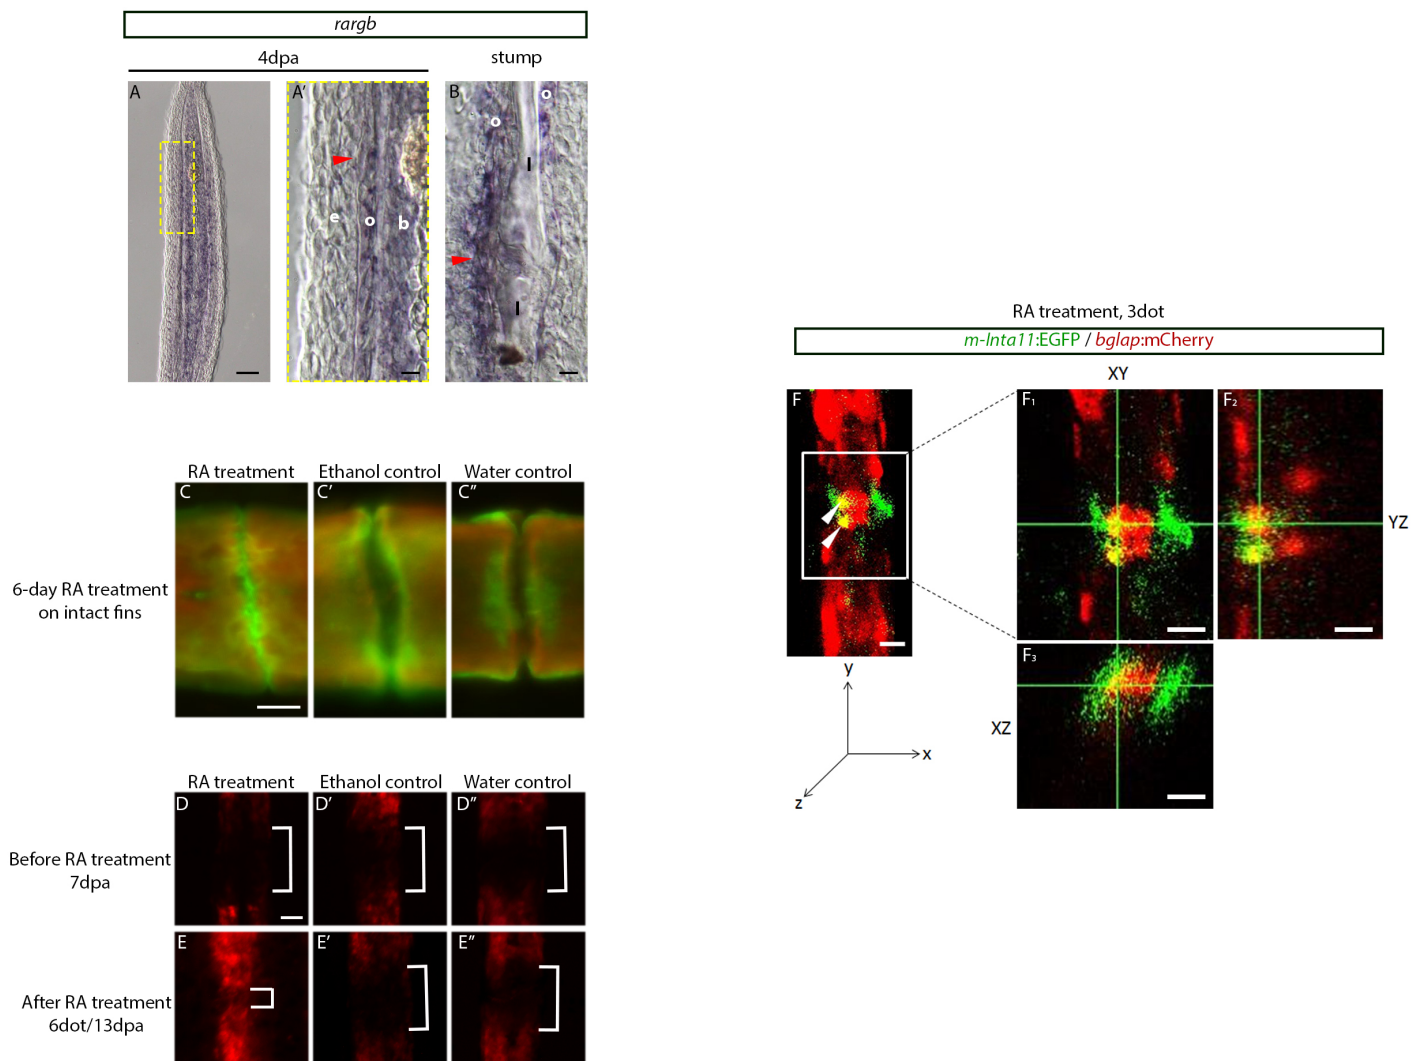 rargb
4dpa
stump
A
A'
B
o
o
l
e
o
b
l
RA treatment
Ethanol control
Water control
C
C'
C"
6-day RA treatment
on intact fins
RA treatment
Ethanol control
Water control
D
D'
D"
Before RA treatment
7dpa
E
E'
E"
After RA treatment
6dot/13dpa
RA treatment, 3dot
m-Inta11:EGFP / bglap:mCherry
XY
F
F₁
F₂
YZ
F₃
XZ
y
x
z